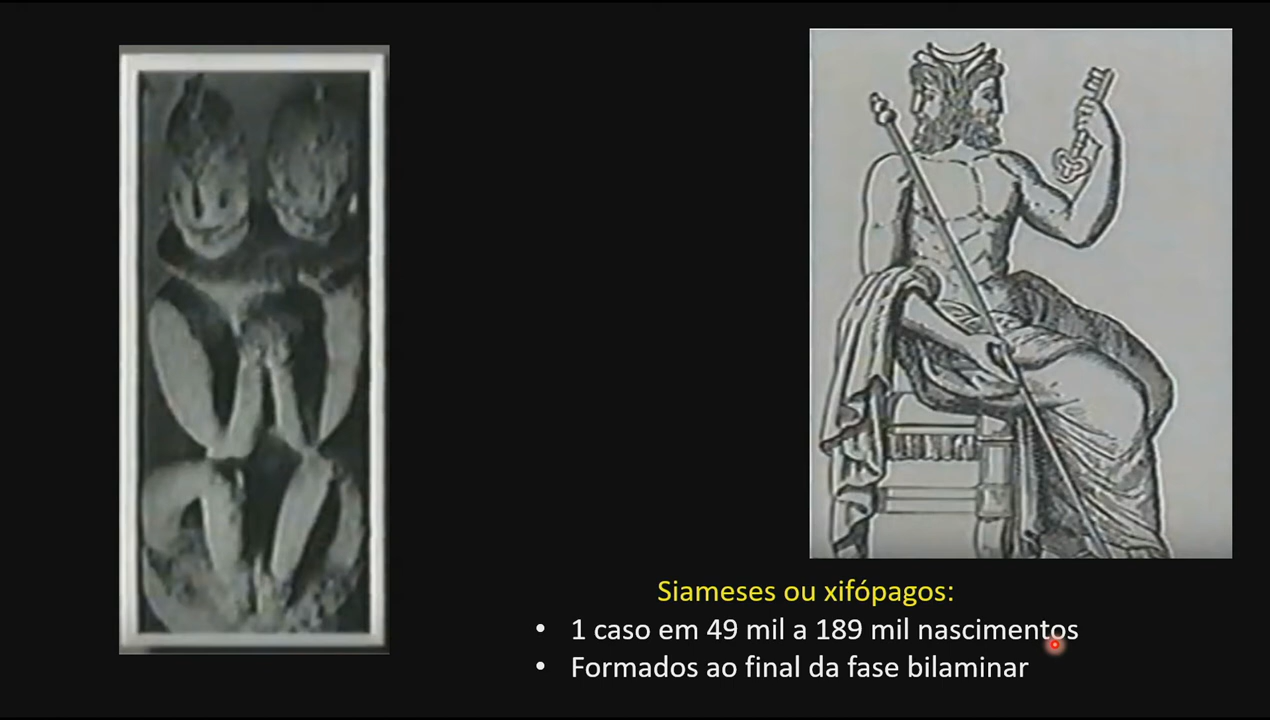 Siameses ou xifópagos:
• 1 caso em 49 mil a 189 mil nascimentos
• Formados ao final da fase bilaminar